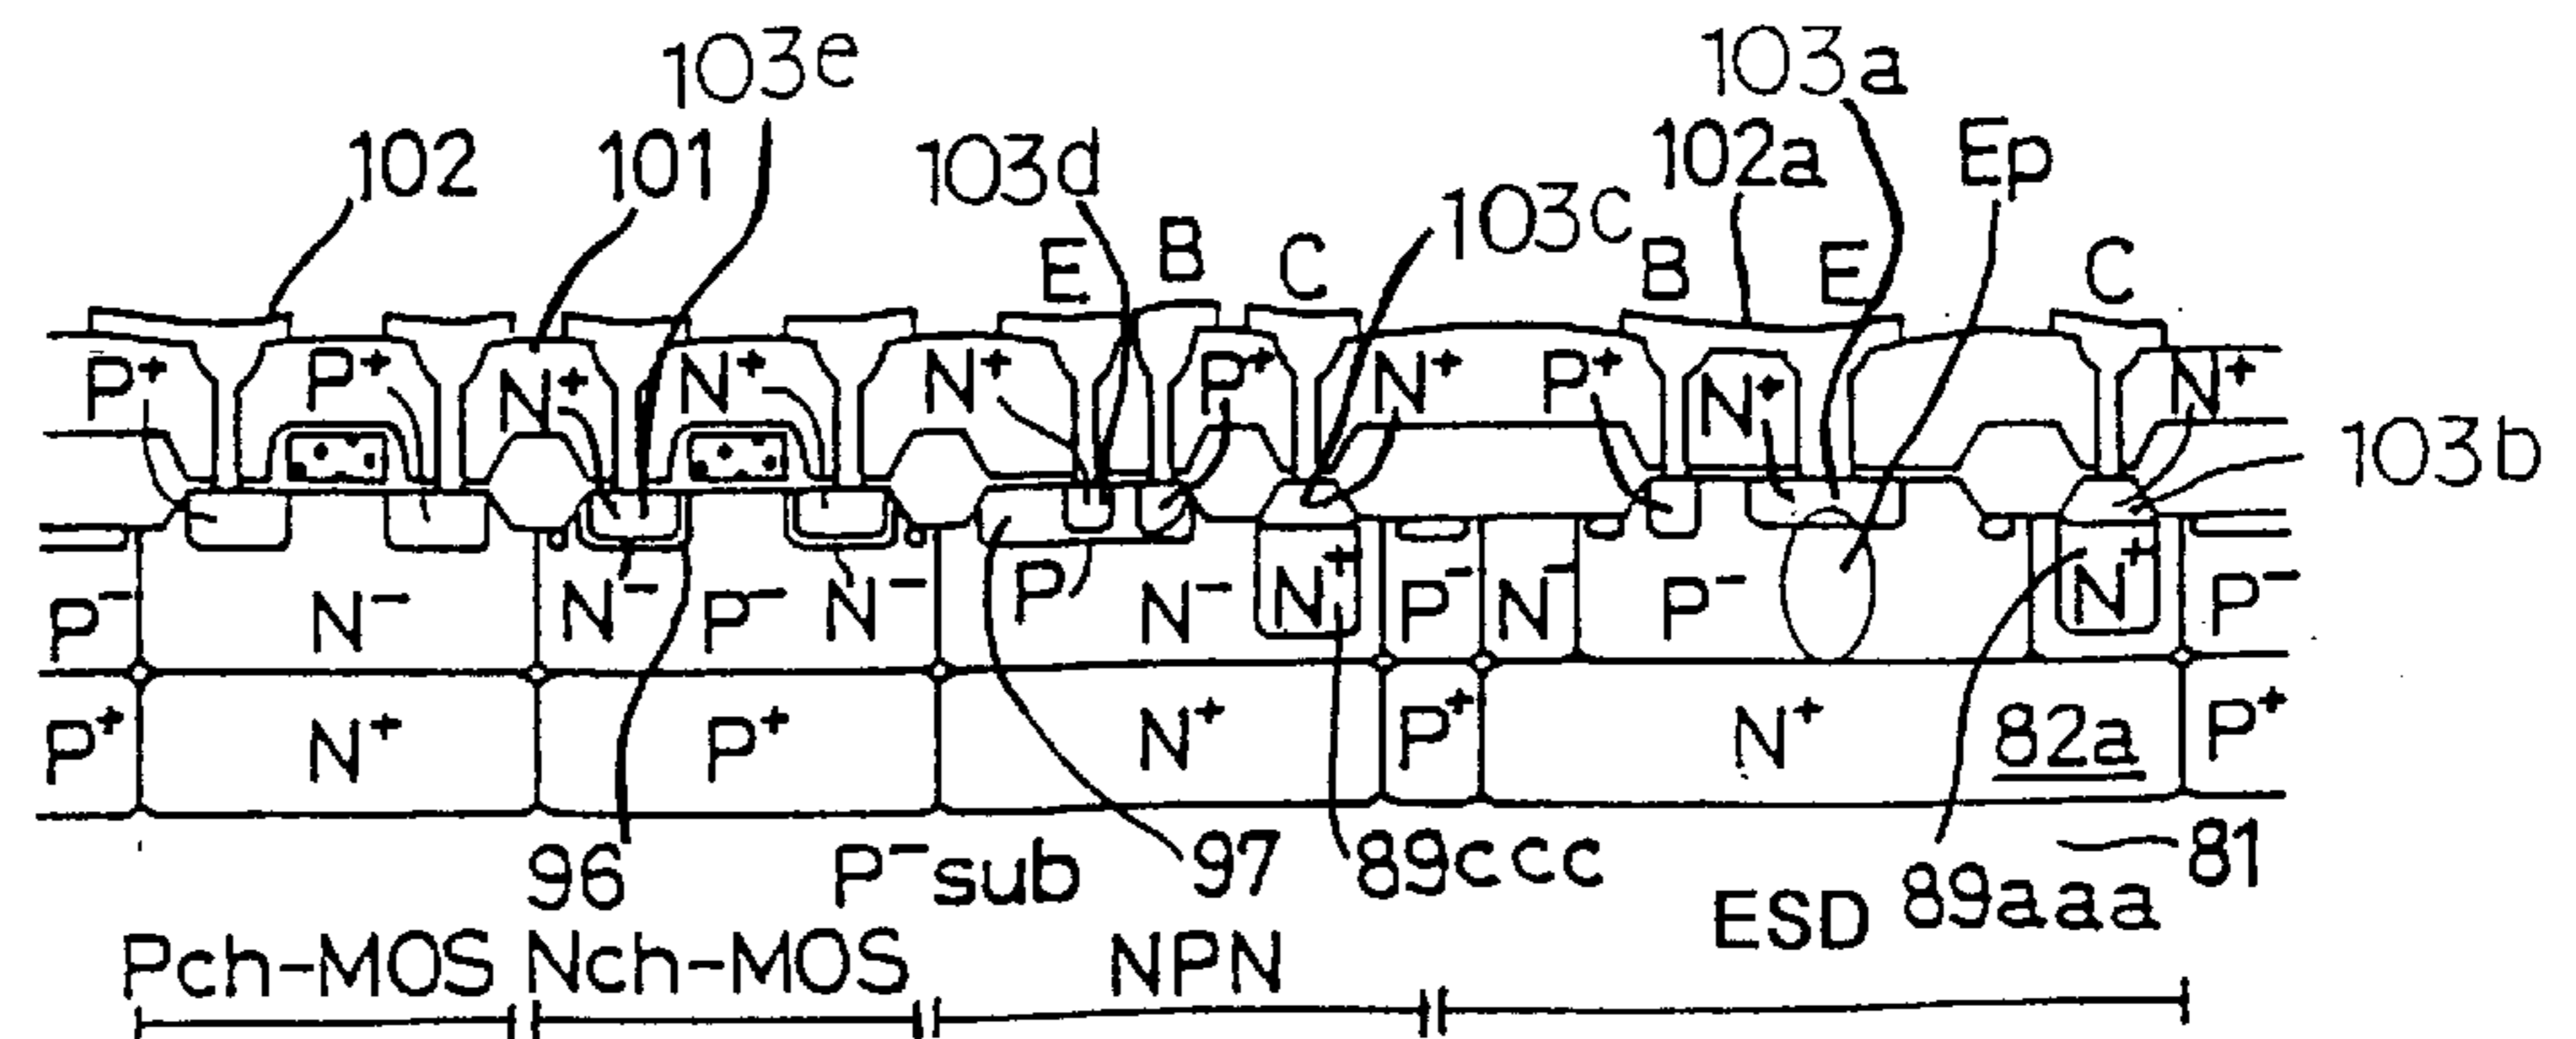 103e 103a
102 101 103d 102a Ep
103c
E B C B E C
P+ P+ N+ N+ N+ P+ N+ P+ N+ N+
103b
P- N- N- P- N- P N- N+ P- N- P- N+ P-
P+ N+ P+ N+ P+ N+ 82a P+
96 P-sub 97 89ccc ESD 89aaa 81
Pch-MOS Nch-MOS NPN